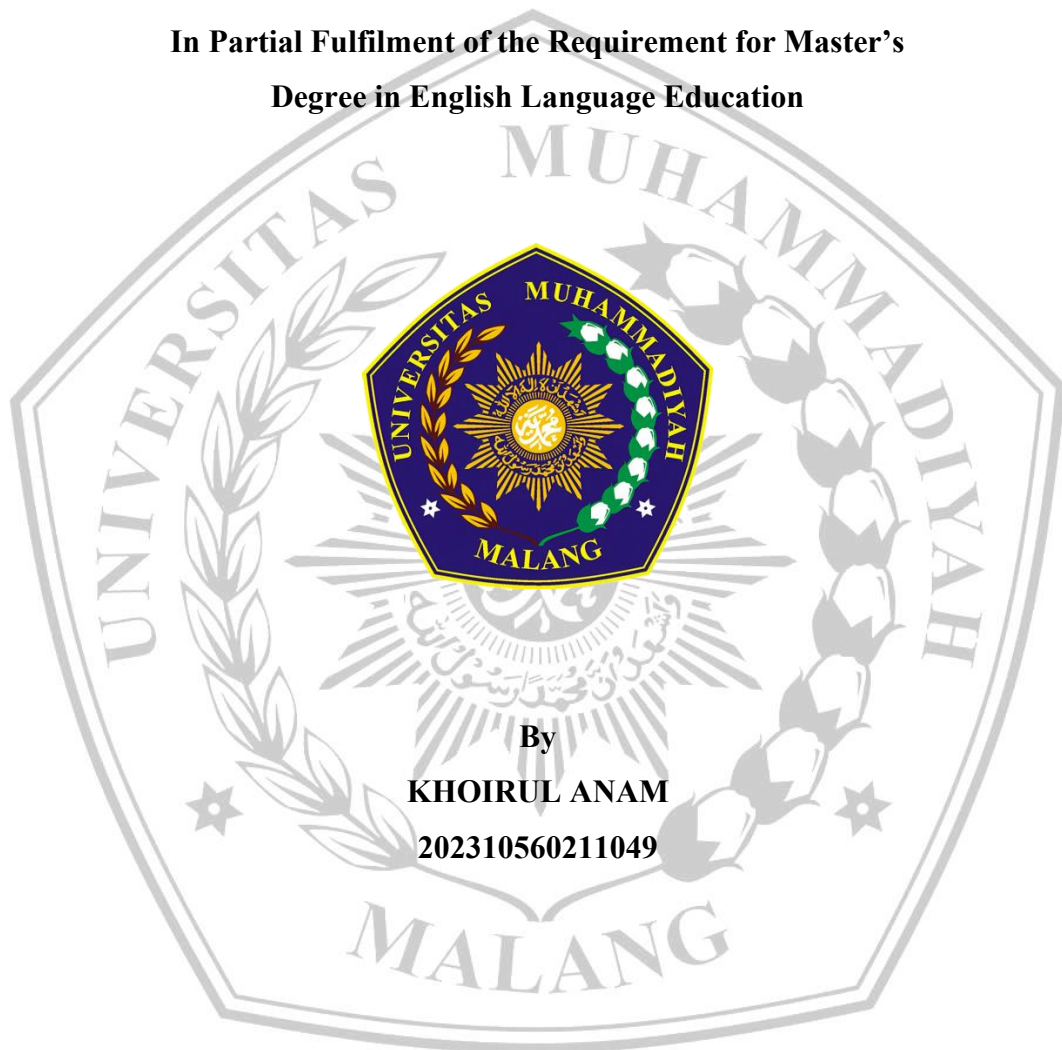 In Partial Fulfilment of the Requirement for Master’s
Degree in English Language Education
UNIVERSITAS MUHAMMADIYAH
MALANG
By
KHOIRUL ANAM
202310560211049
UNIVERSITAS MUHAMMADIYAH
MALANG